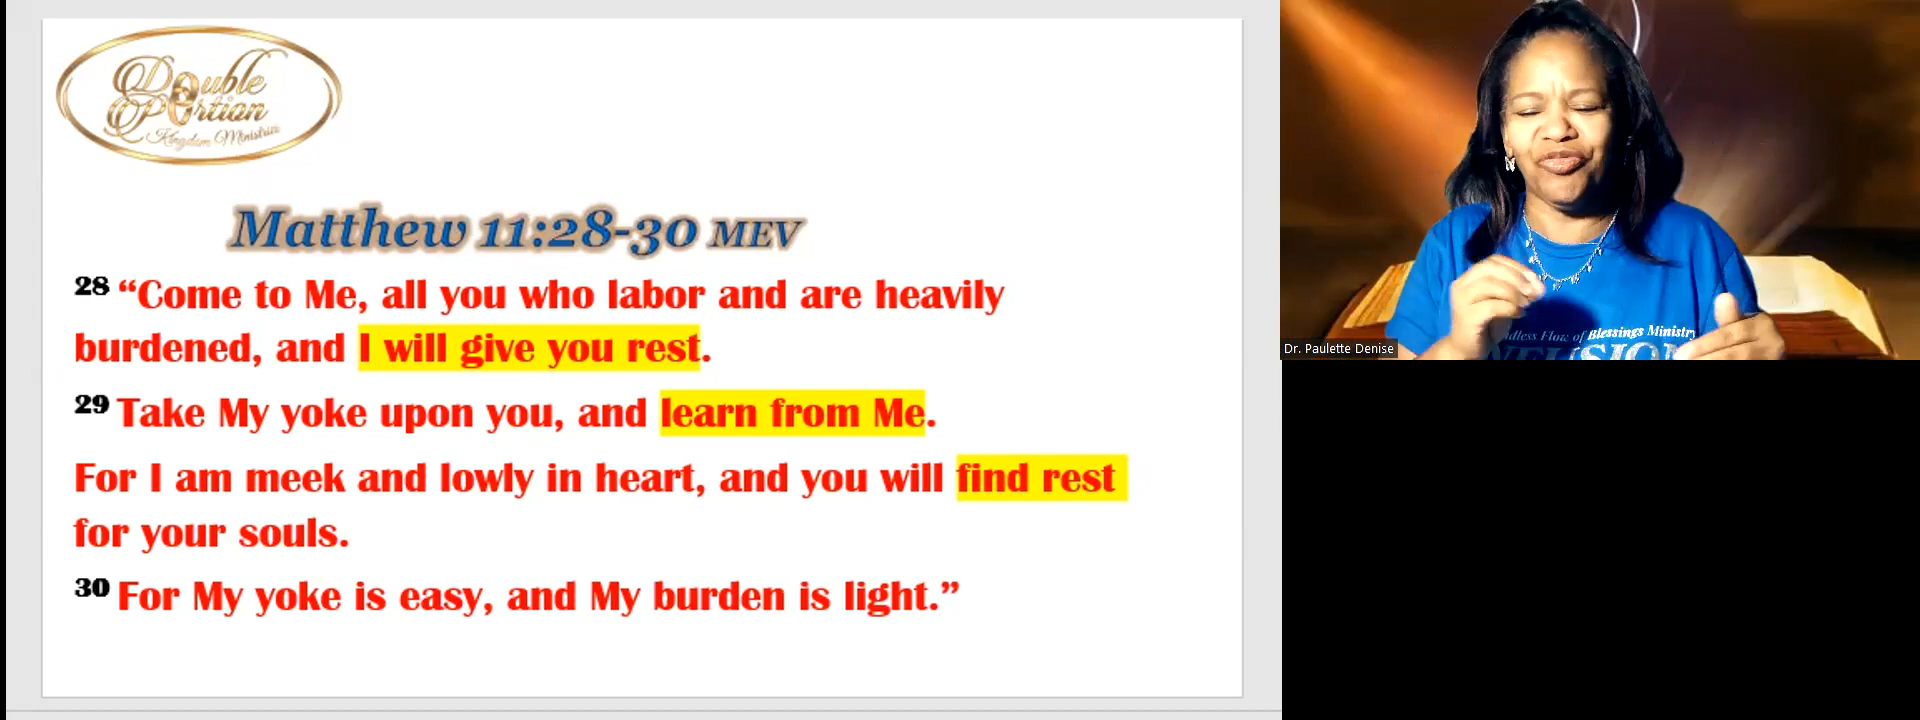 Double
Portion
Kingdom Ministries
Matthew 11:28-30 MEV
28 “Come to Me, all you who labor and are heavily
burdened, and I will give you rest.
29 Take My yoke upon you, and learn from Me.
For I am meek and lowly in heart, and you will find rest
for your souls.
30 For My yoke is easy, and My burden is light.”
Dr. Paulette Denise
Flow of Blessings Ministry